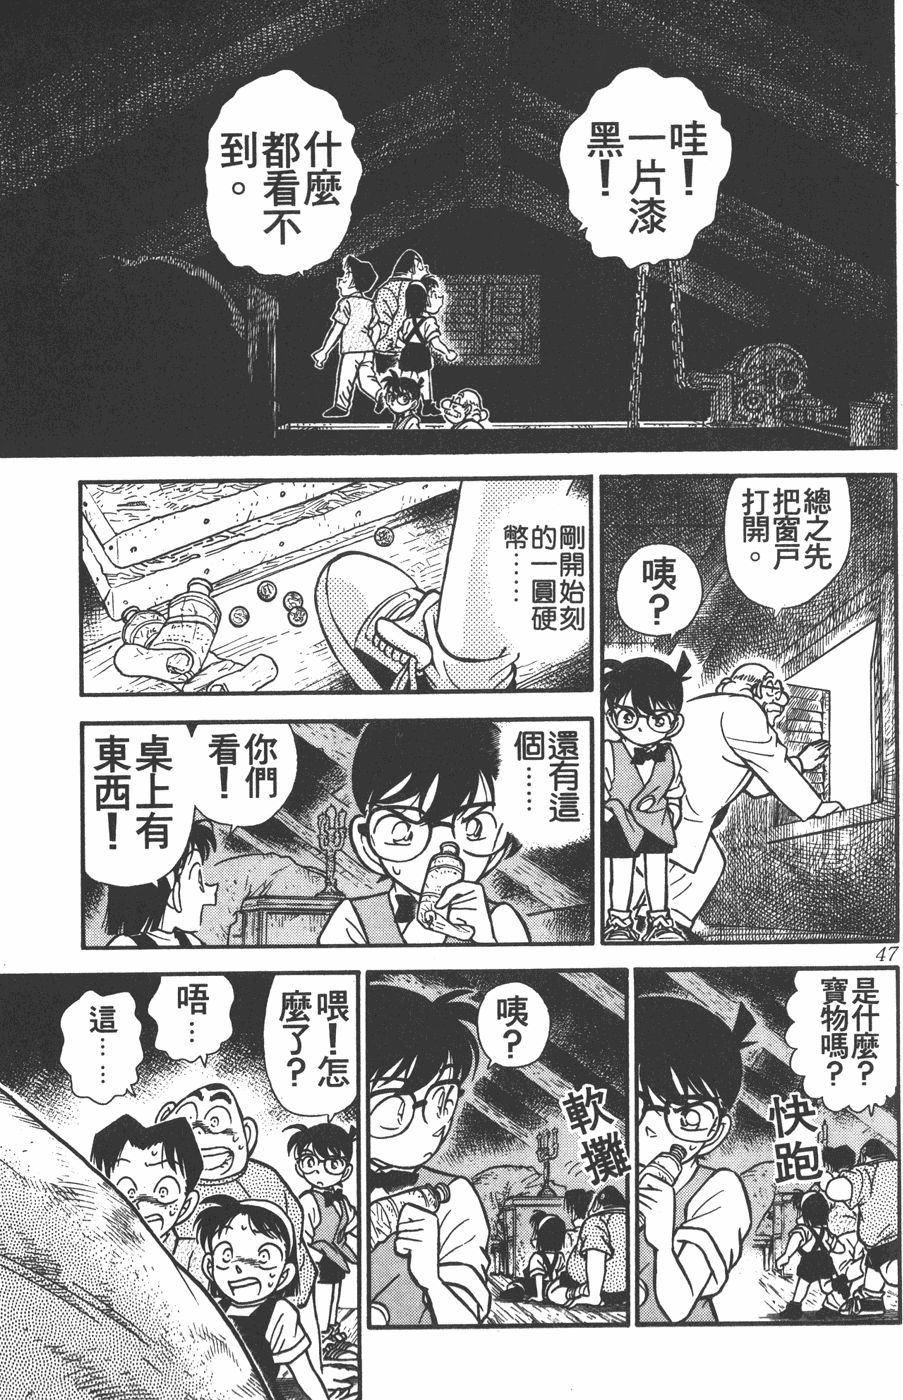 哇！
一片漆
黑！
什麼
都看不
到。
總之先
把窗戸
打開。
咦？
剛開始刻
的一圓硬
幣……
還有這
個……
你們
看！
桌上有
東西！
47
是什麼？
寶物嗎？
快跑
咦？
軟攤
喂！怎
麼了？
唔…
這……